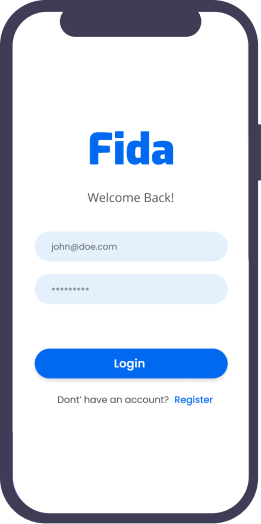 Fida
Welcome Back!
john@doe.com
*********
Login
Dont' have an account? Register